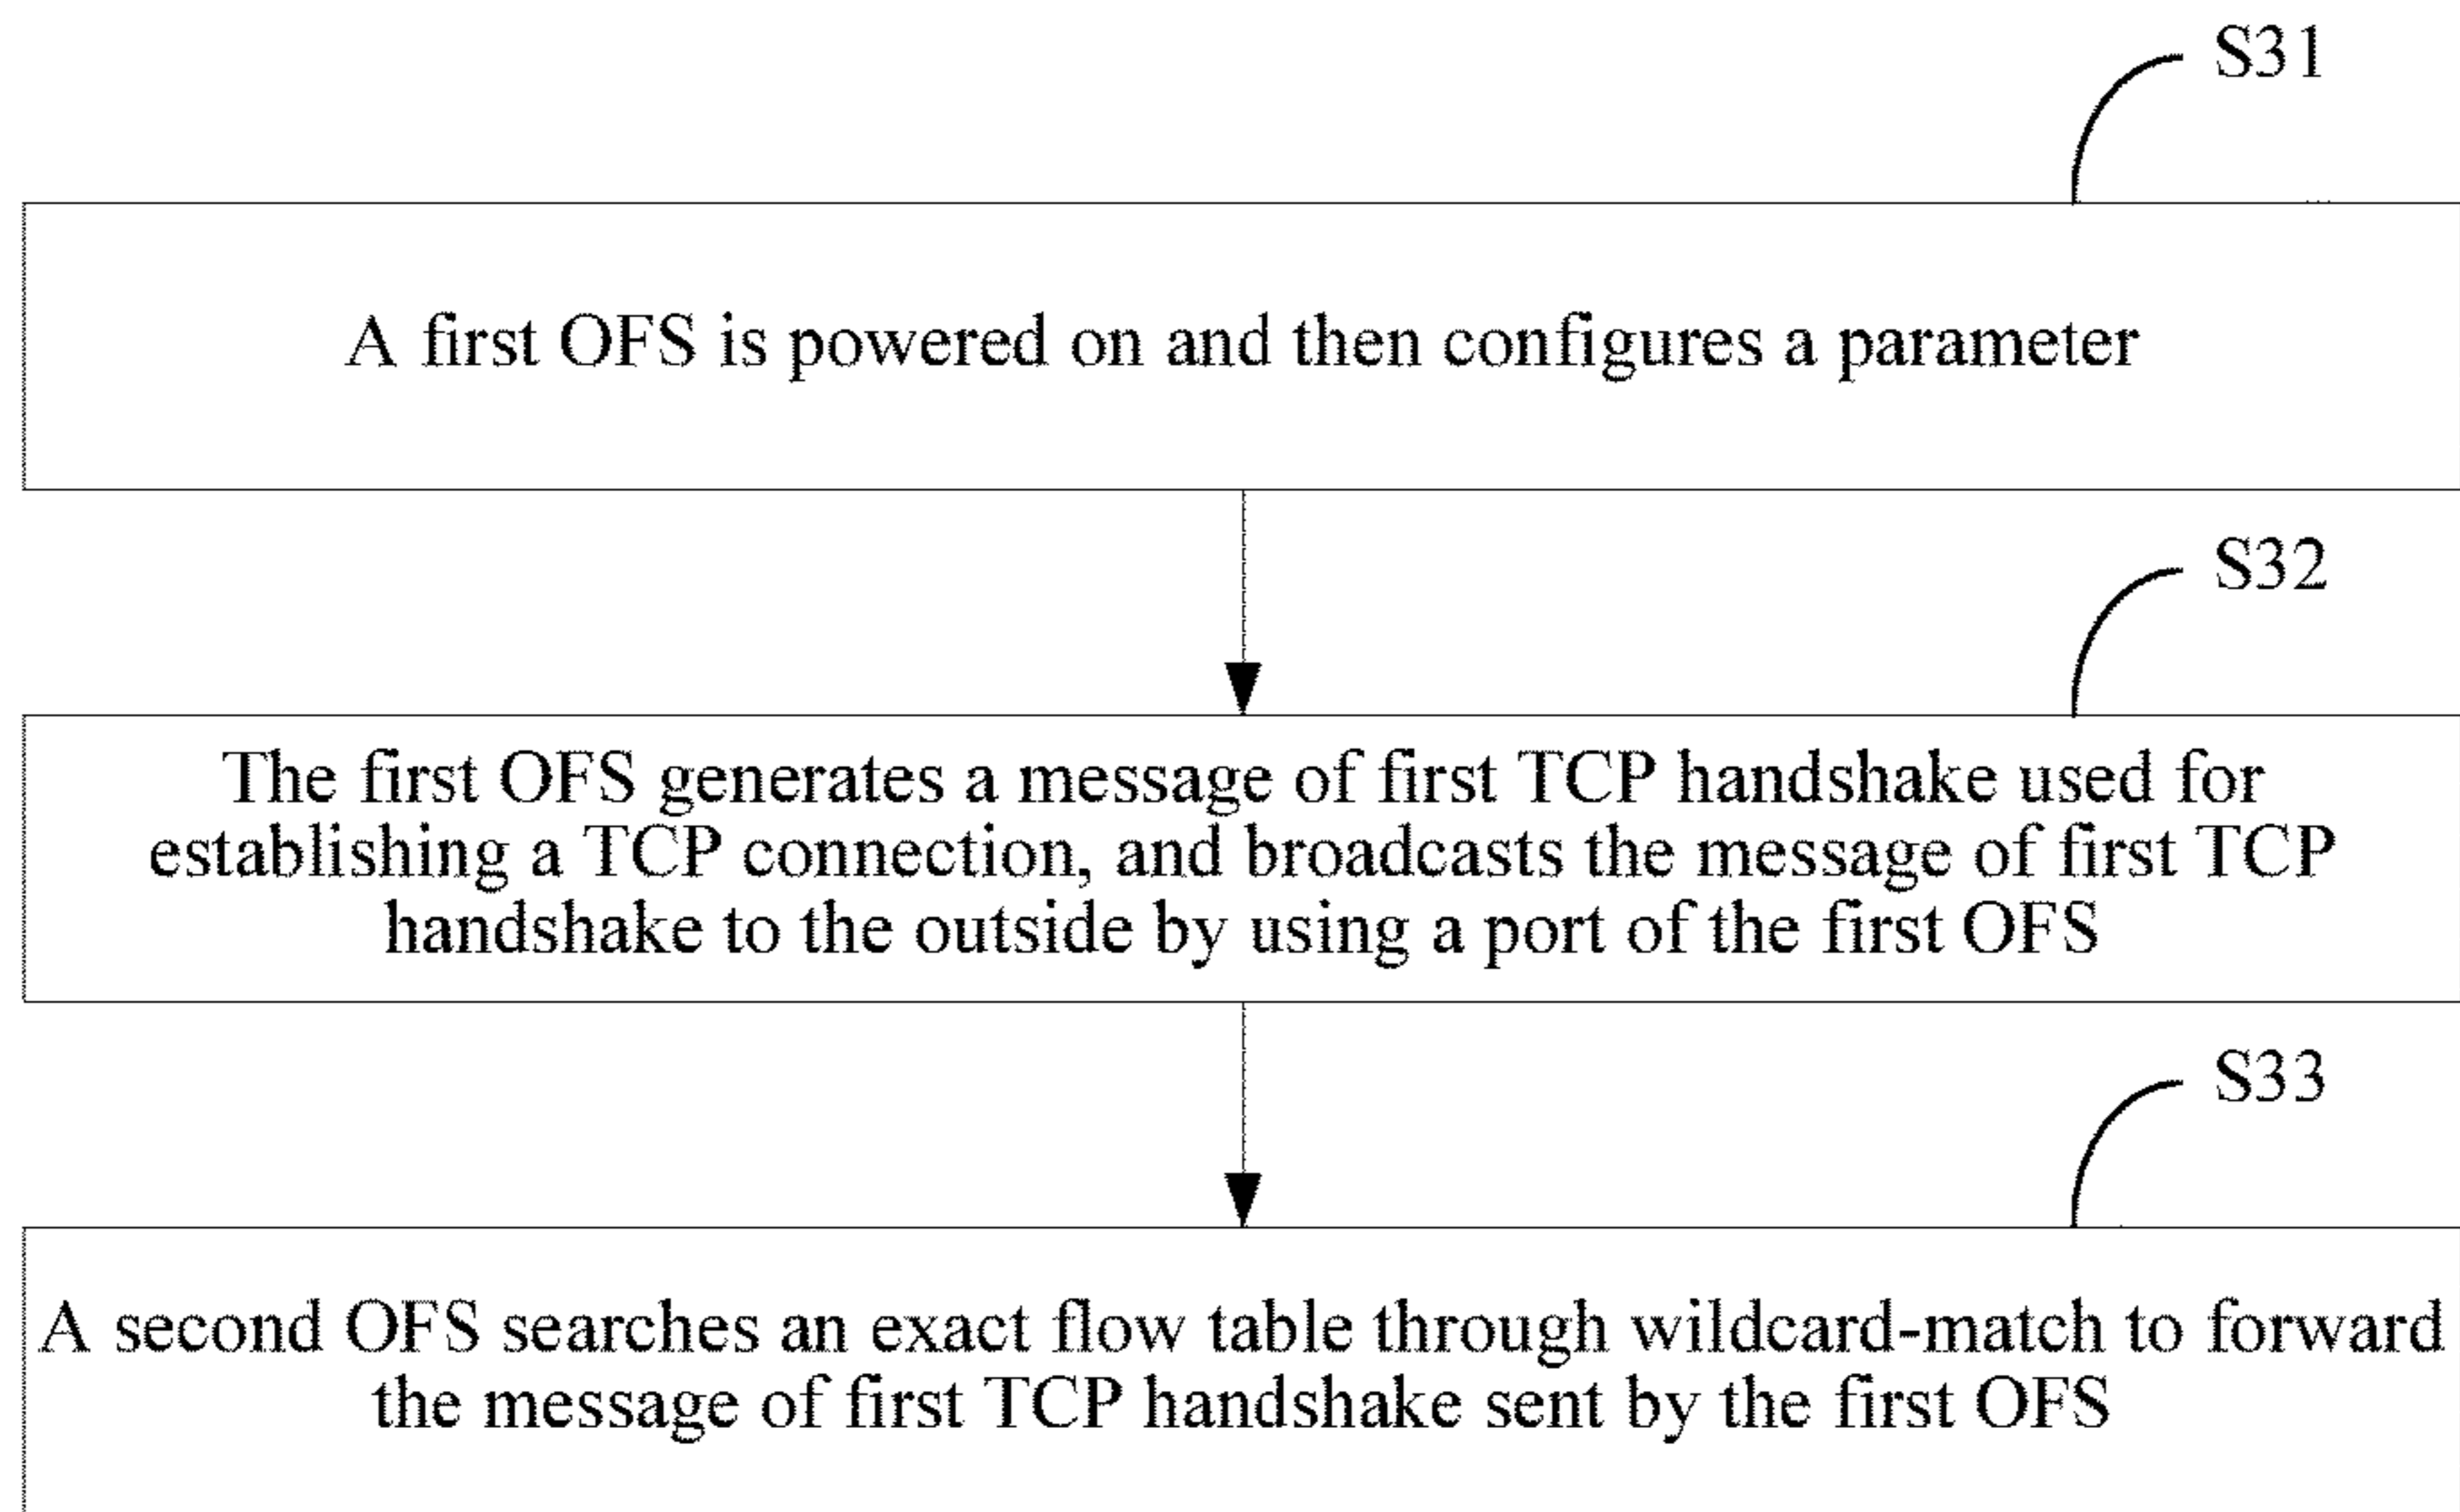 S31
A first OFS is powered on and then configures a parameter
S32
The first OFS generates a message of first TCP handshake used for
establishing a TCP connection, and broadcasts the message of first TCP
handshake to the outside by using a port of the first OFS
S33
A second OFS searches an exact flow table through wildcard-match to forward
the message of first TCP handshake sent by the first OFS